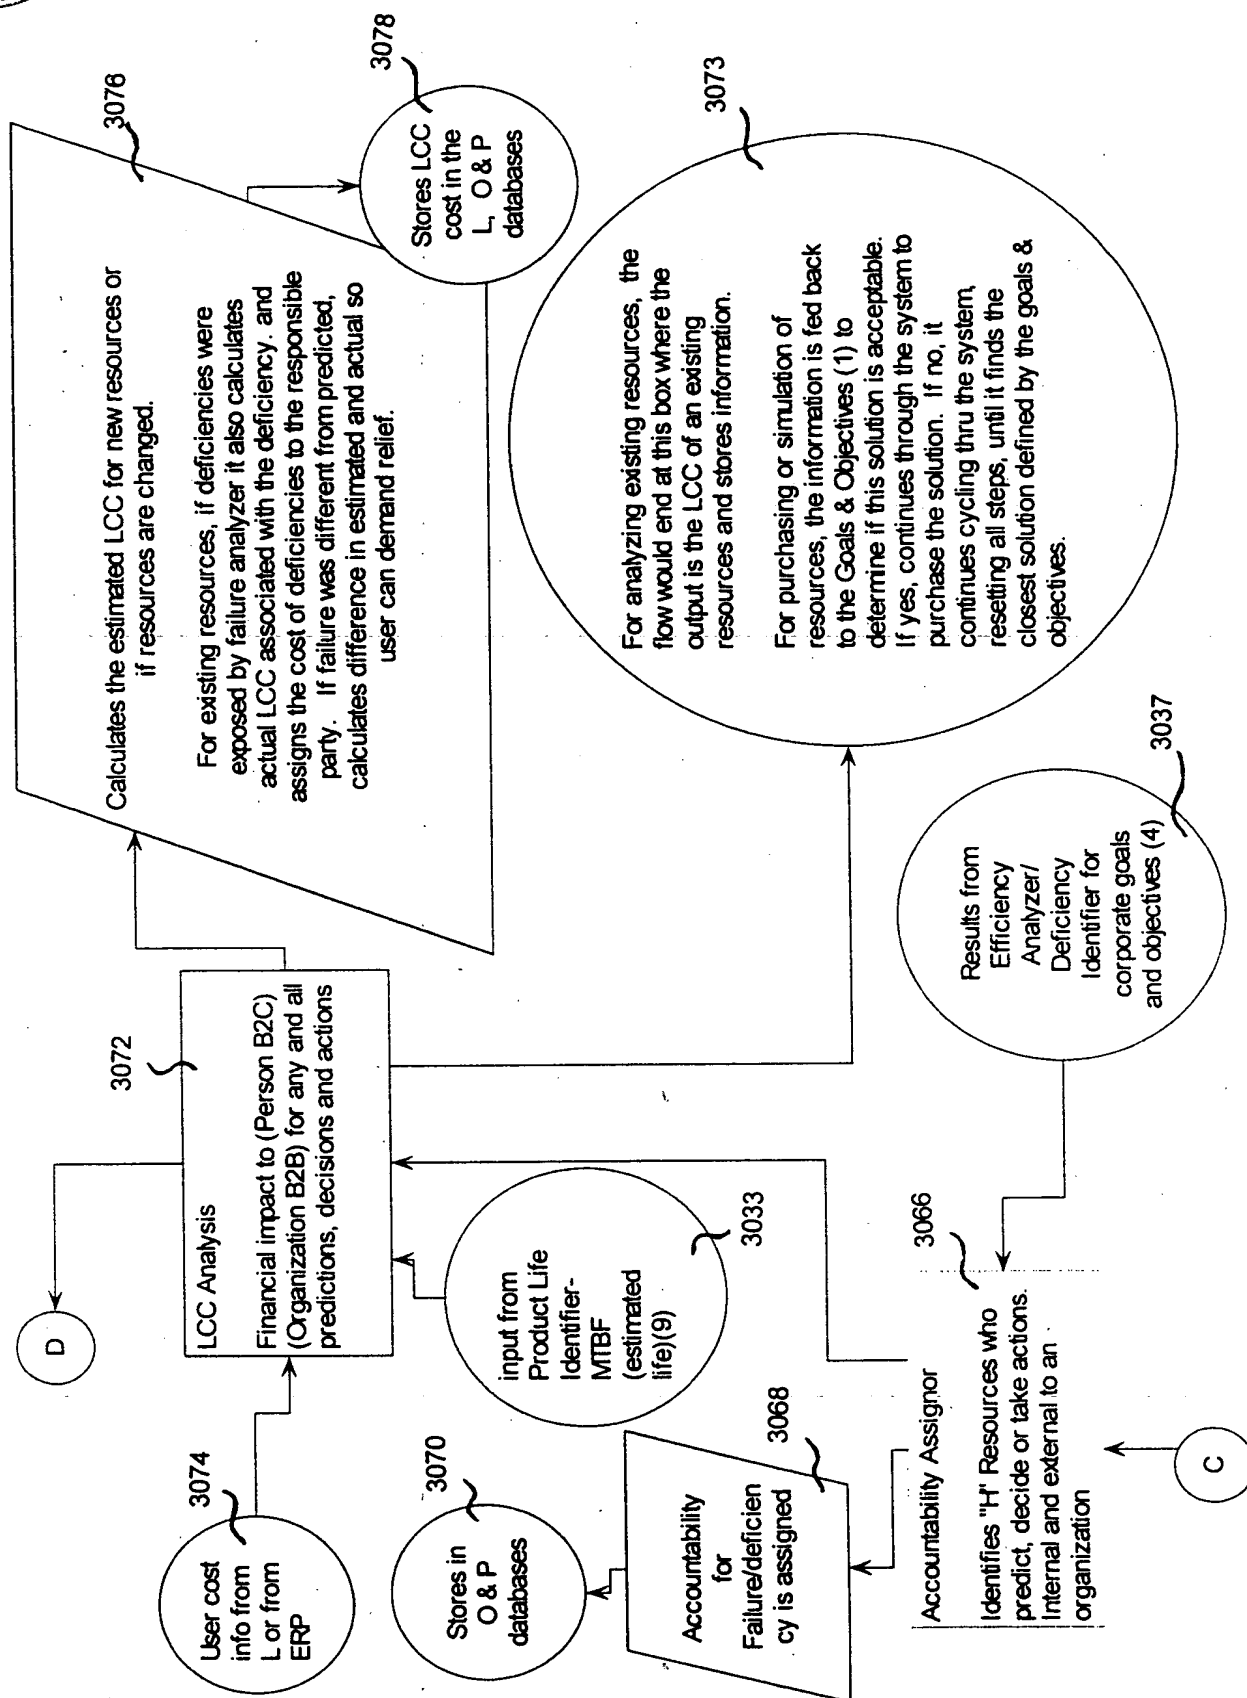 3074
User cost
info from
L or from
ERP
D
3072
LCC Analysis
Financial impact to (Person B2C)
(Organization B2B) for any and all
predictions, decisions and actions
3076
Calculates the estimated LCC for new resources or
if resources are changed.
For existing resources, if deficiencies were
exposed by failure analyzer it also calculates
actual LCC associated with the deficiency. and
assigns the cost of deficiencies to the responsible
party. If failure was different from predicted,
calculates difference in estimated and actual so
user can demand relief.
3078
Stores LCC
cost in the
L, O & P
databases
3070
Stores in
O & P
databases
3068
Accountability
for
Failure/deficien
cy is assigned
input from
Product Life
Identifier-
MTBF
(estimated
life)(9)
3033
3073
For analyzing existing resources, the
flow would end at this box where the
output is the LCC of an existing
resources and stores information.
For purchasing or simulation of
resources, the information is fed back
to the Goals & Objectives (1) to
determine if this solution is acceptable.
If yes, continues through the system to
purchase the solution. If no, it
continues cycling thru the system,
resetting all steps, until it finds the
closest solution defined by the goals &
objectives.
3066
Accountability Assignor
Identifies "H" Resources who
predict, decide or take actions.
Internal and external to an
organization
C
Results from
Efficiency
Analyzer/
Deficiency
Identifier for
corporate goals
and objectives (4)
3037